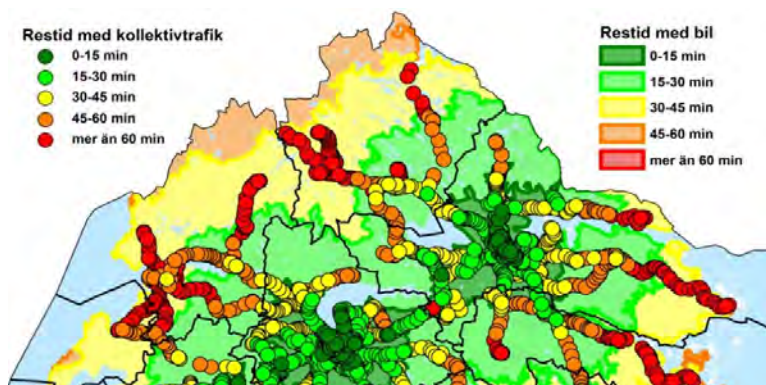 Restid med kollektivtrafik
0-15 min
15-30 min
30-45 min
45-60 min
mer än 60 min
Restid med bil
0-15 min
15-30 min
30-45 min
45-60 min
mer än 60 min